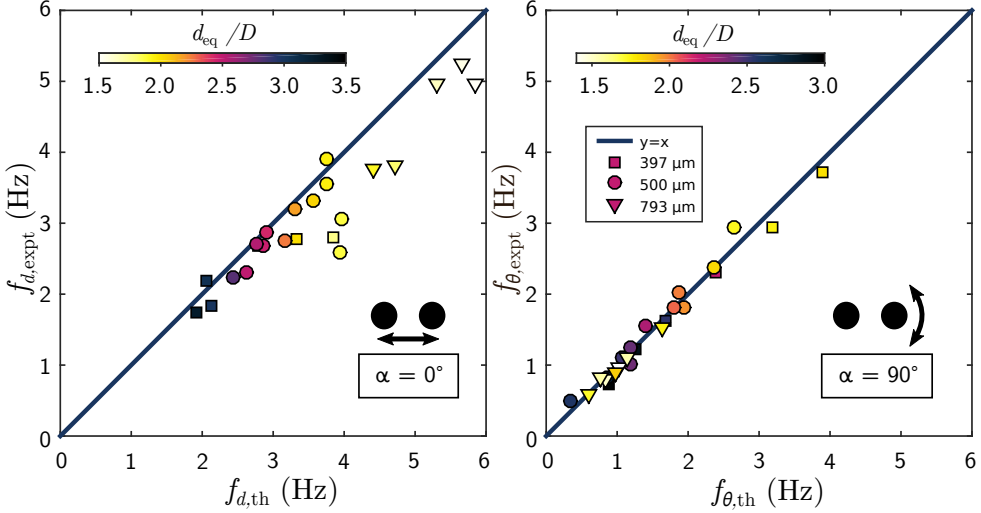 d_eq /D
1.5 2.0 2.5 3.0 3.5
6
5
4
3
2
1
0
f_d,expt (Hz)
α = 0°
0 1 2 3 4 5 6
f_d,th (Hz)
d_eq /D
1.5 2.0 2.5 3.0
y=x
397 µm
500 µm
793 µm
6
5
4
3
2
1
0
f_θ,expt (Hz)
α = 90°
0 1 2 3 4 5 6
f_θ,th (Hz)